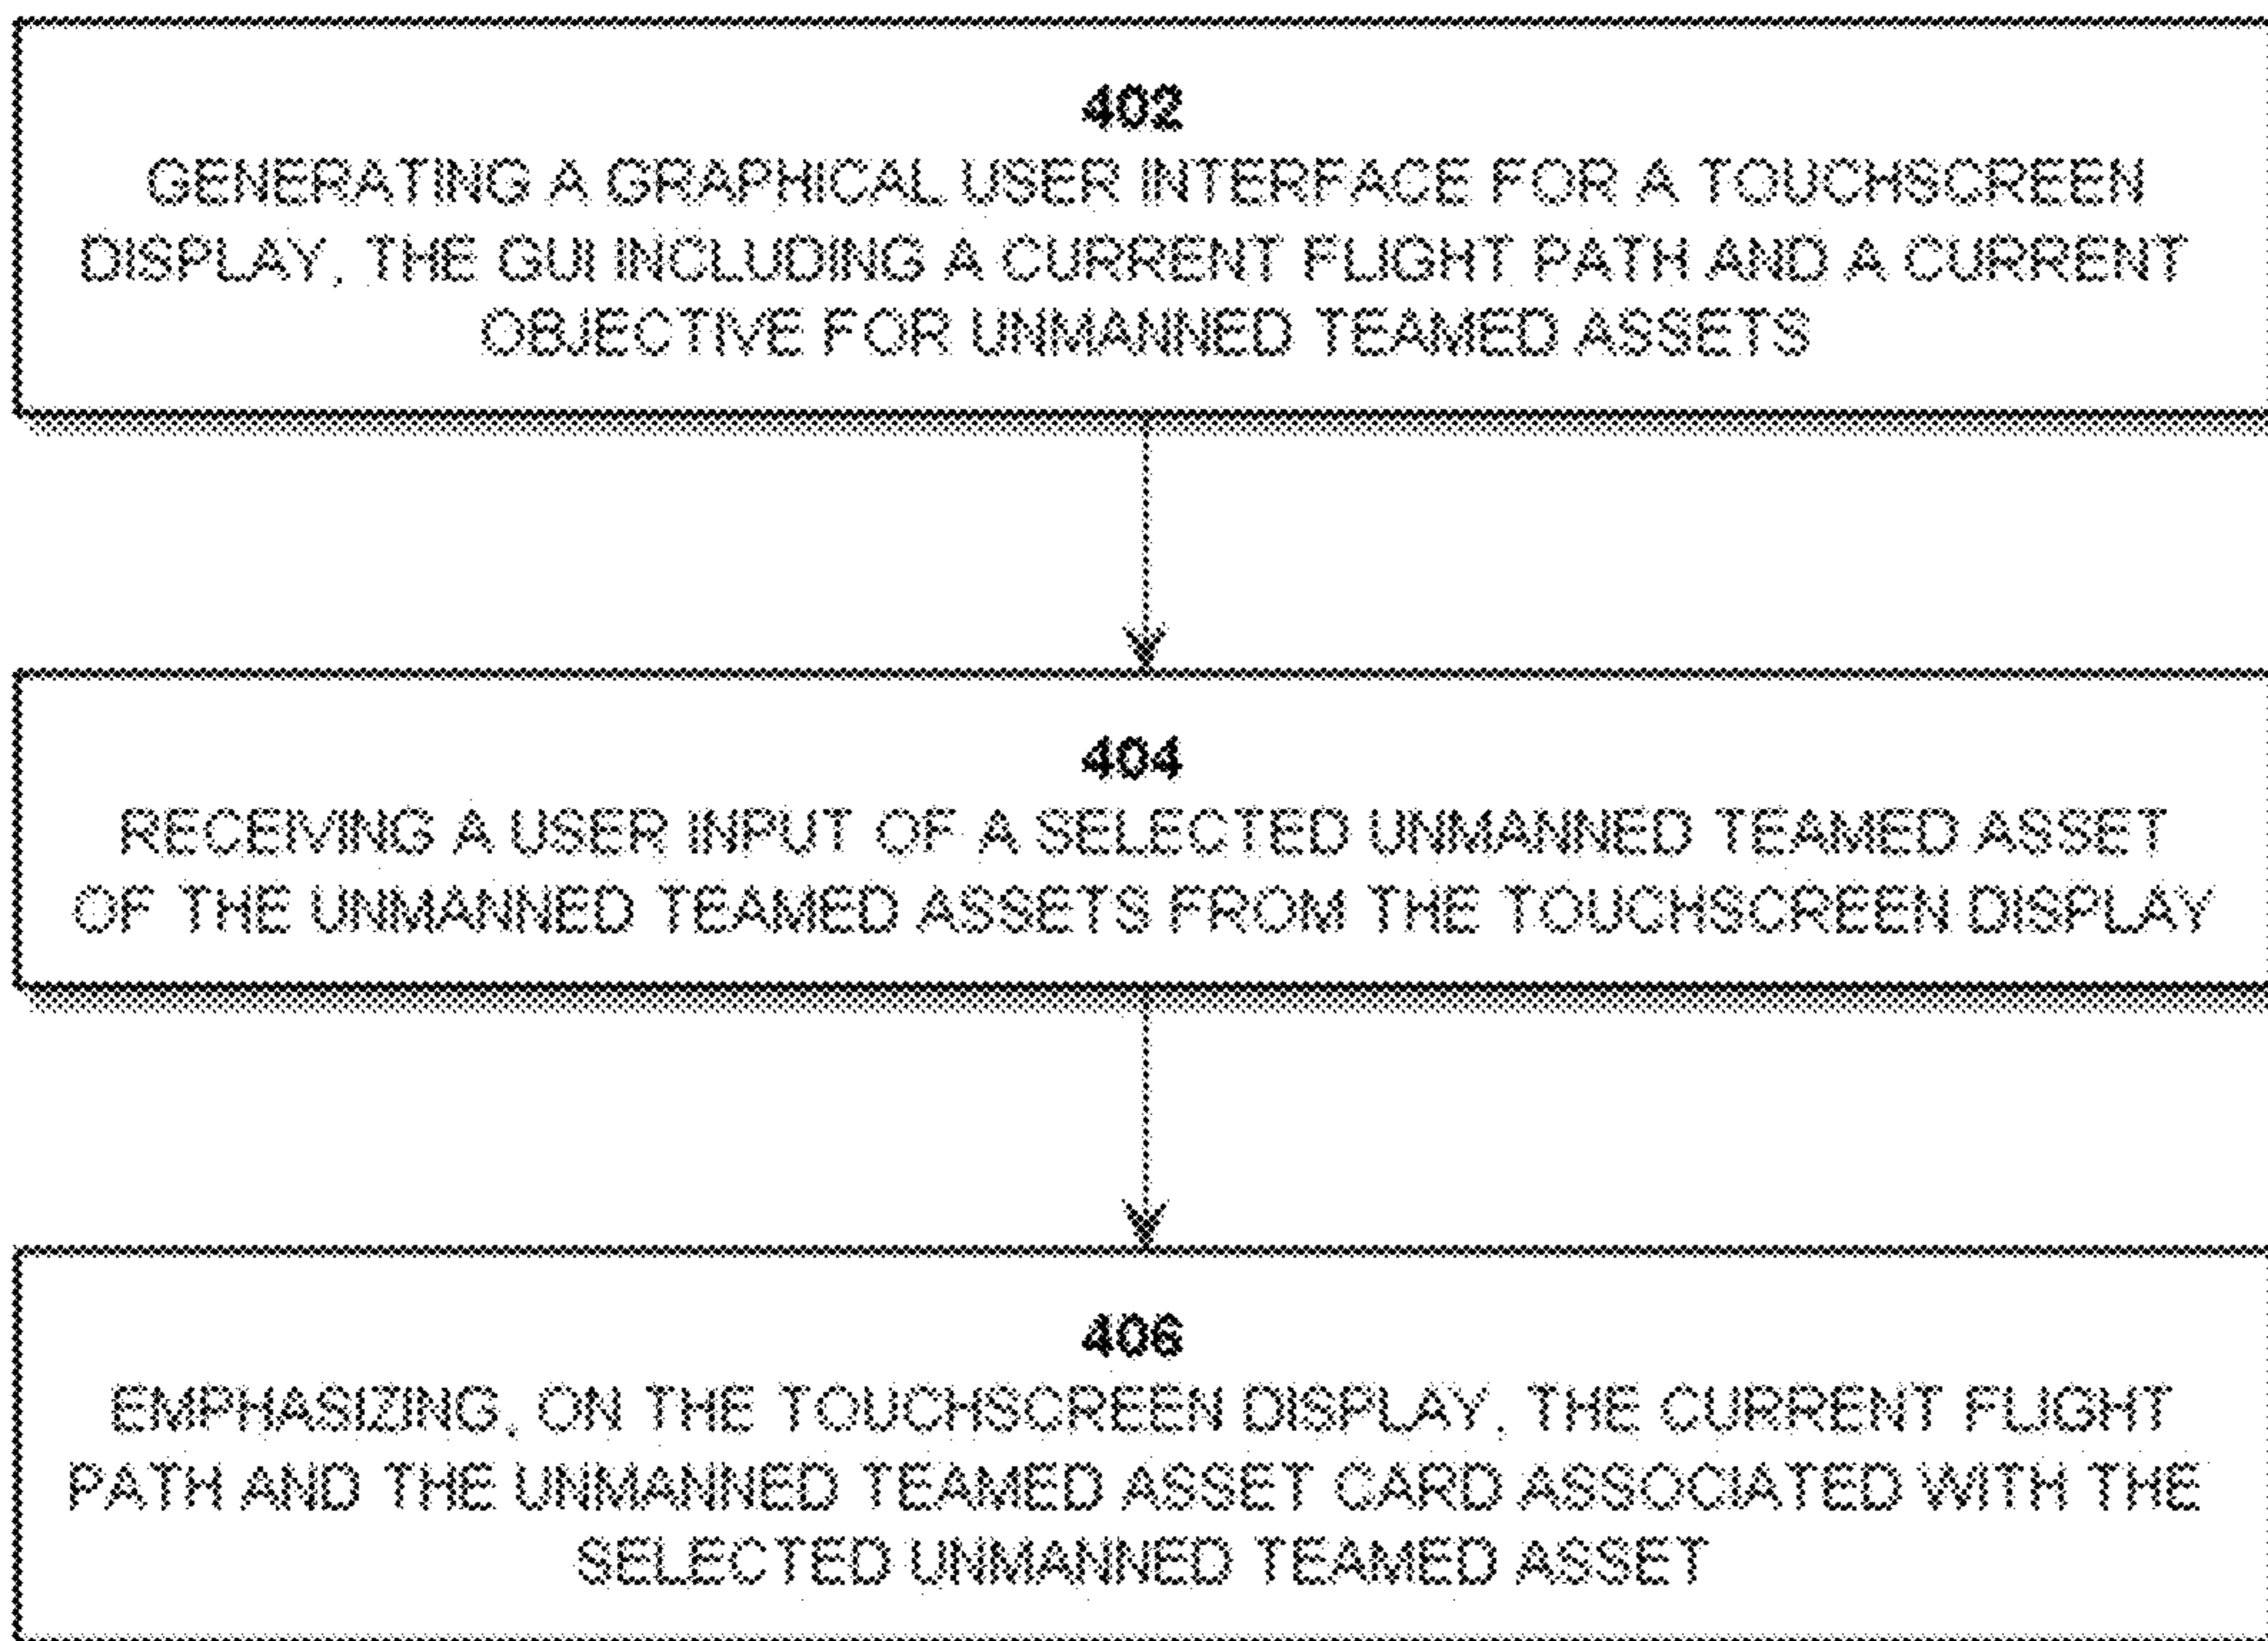 402
GENERATING A GRAPHICAL USER INTERFACE FOR A TOUCHSCREEN
DISPLAY, THE GUI INCLUDING A CURRENT FLIGHT PATH AND A CURRENT
OBJECTIVE FOR UNMANNED TEAMED ASSETS
404
RECEIVING A USER INPUT OF A SELECTED UNMANNED TEAMED ASSET
OF THE UNMANNED TEAMED ASSETS FROM THE TOUCHSCREEN DISPLAY
406
EMPHASIZING, ON THE TOUCHSCREEN DISPLAY, THE CURRENT FLIGHT
PATH AND THE UNMANNED TEAMED ASSET CARD ASSOCIATED WITH THE
SELECTED UNMANNED TEAMED ASSET